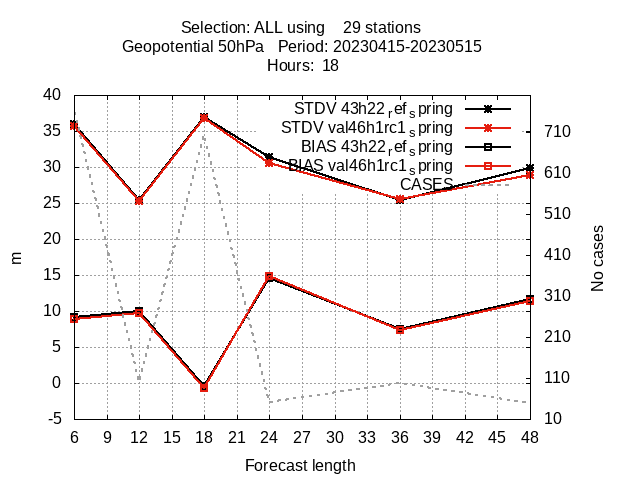 Selection: ALL using    29 stations
Geopotential 50hPa   Period: 20230415-20230515
Hours:  18
40
35
30
25
20
15
10
5
0
-5
m
STDV 43h22_ref_spring
STDV val46h1rc1_spring
BIAS 43h22_ref_spring
BIAS val46h1rc1_spring
CASES
710
610
510
410
310
210
110
10
No cases
6 9 12 15 18 21 24 27 30 33 36 39 42 45 48
Forecast length